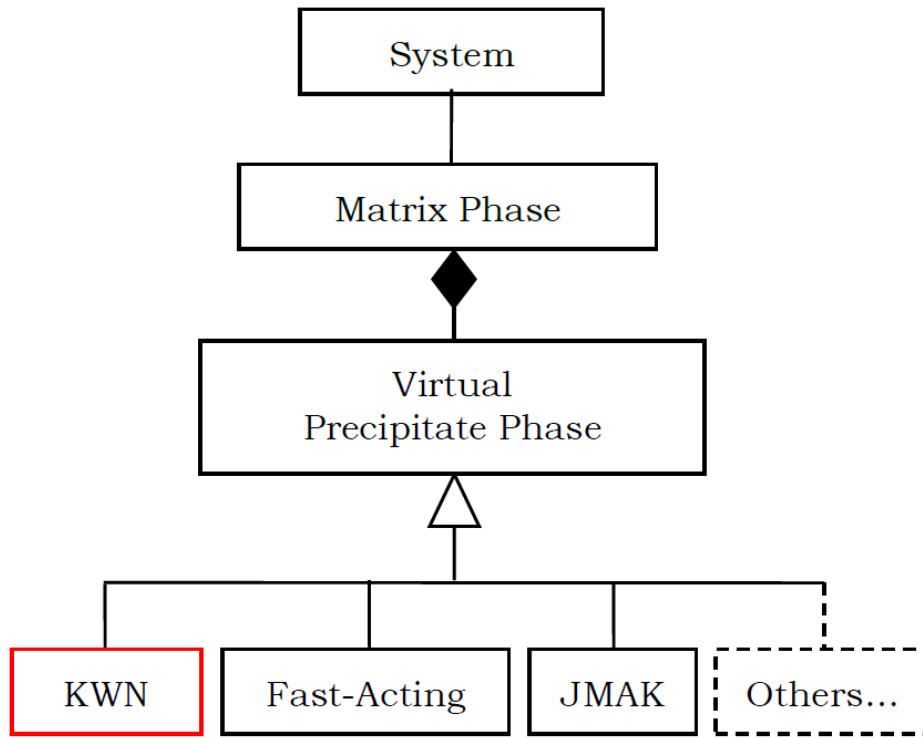 System
Matrix Phase
Virtual
Precipitate Phase
KWN
Fast-Acting
JMAK
Others...